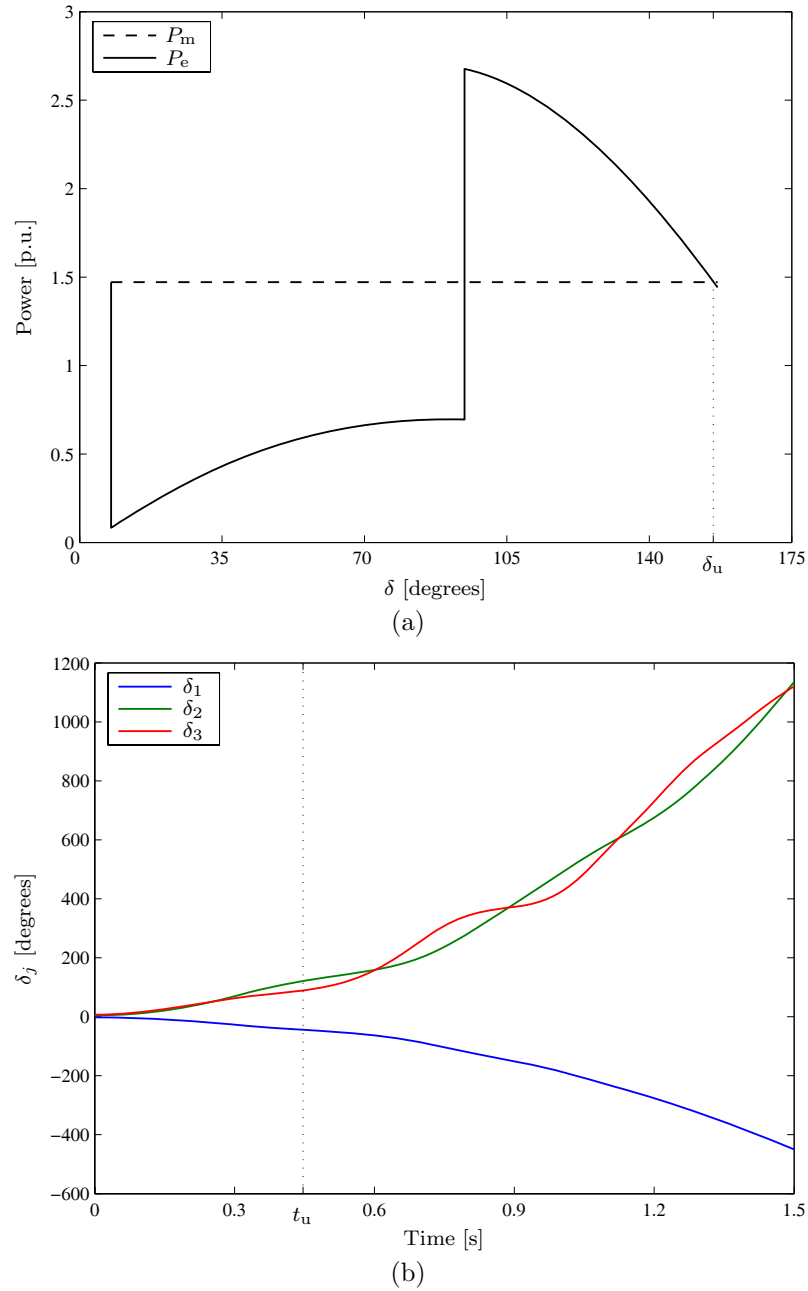 3
2.5
2
1.5
1
0.5
0
Power [p.u.]
P_m
P_e
0 35 70 105 140 δ_u 175
δ [degrees]
(a)
1200
1000
800
600
400
200
0
−200
−400
−600
δ_j [degrees]
δ_1
δ_2
δ_3
0 0.3 t_u 0.6 0.9 1.2 1.5
Time [s]
(b)